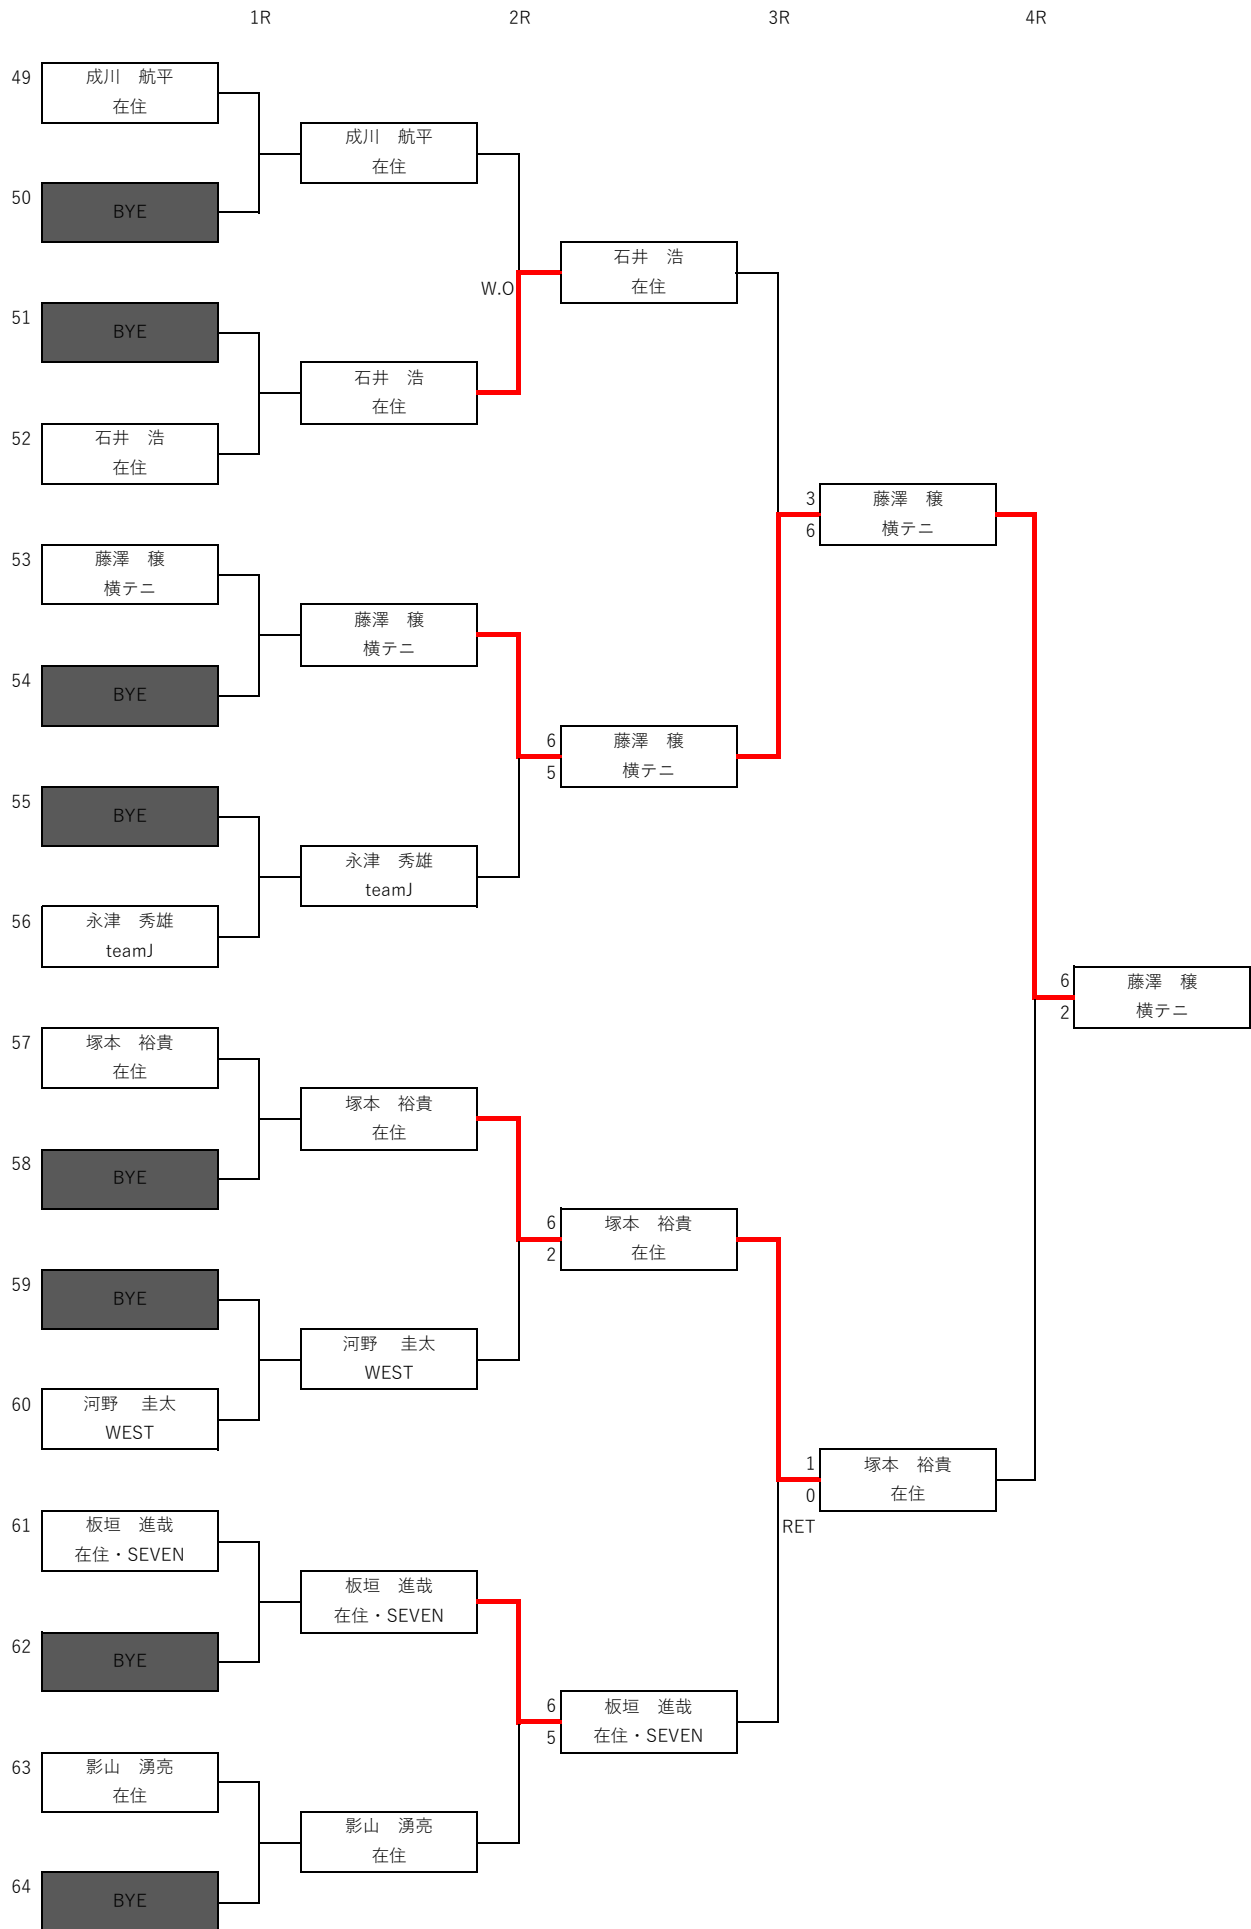 1R
2R
3R
4R
49
成川　航平
在住
成川　航平
在住
50
BYE
石井　浩
在住
W.O
51
BYE
石井　浩
在住
52
石井　浩
在住
3
6
藤澤　穣
横テニ
53
藤澤　穣
横テニ
藤澤　穣
横テニ
54
BYE
6
5
藤澤　穣
横テニ
55
BYE
永津　秀雄
teamJ
56
永津　秀雄
teamJ
6
2
藤澤　穣
横テニ
57
塚本　裕貴
在住
塚本　裕貴
在住
58
BYE
6
2
塚本　裕貴
在住
59
BYE
河野　圭太
WEST
60
河野　圭太
WEST
1
0
RET
塚本　裕貴
在住
61
板垣　進哉
在住・SEVEN
板垣　進哉
在住・SEVEN
62
BYE
6
5
板垣　進哉
在住・SEVEN
63
影山　湧亮
在住
影山　湧亮
在住
64
BYE